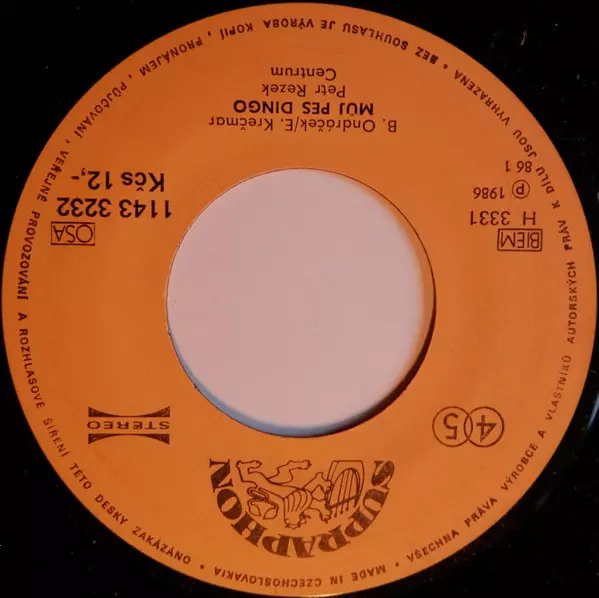 SUPRAPHON
45
STEREO
BIEM
OSA
H 3331
1143 3232
℗ 1986
Kčs 12,-
86 1
B. Ondráček/E. Krečmar
MŮJ PES DINGO
Petr Rezek
Centrum
MADE IN CZECHOSLOVAKIA • VŠECHNA PRÁVA VÝROBCE A VLASTNÍKŮ AUTORSKÝCH PRÁV K DÍLU JSOU VYHRAZENA • BEZ SOUHLASU JE VÝROBA KOPIÍ, PRONÁJEM, PŮJČOVÁNÍ, VEŘEJNÉ PROVOZOVÁNÍ A ROZHLASOVÉ ŠÍŘENÍ TÉTO DESKY ZAKÁZÁNO •